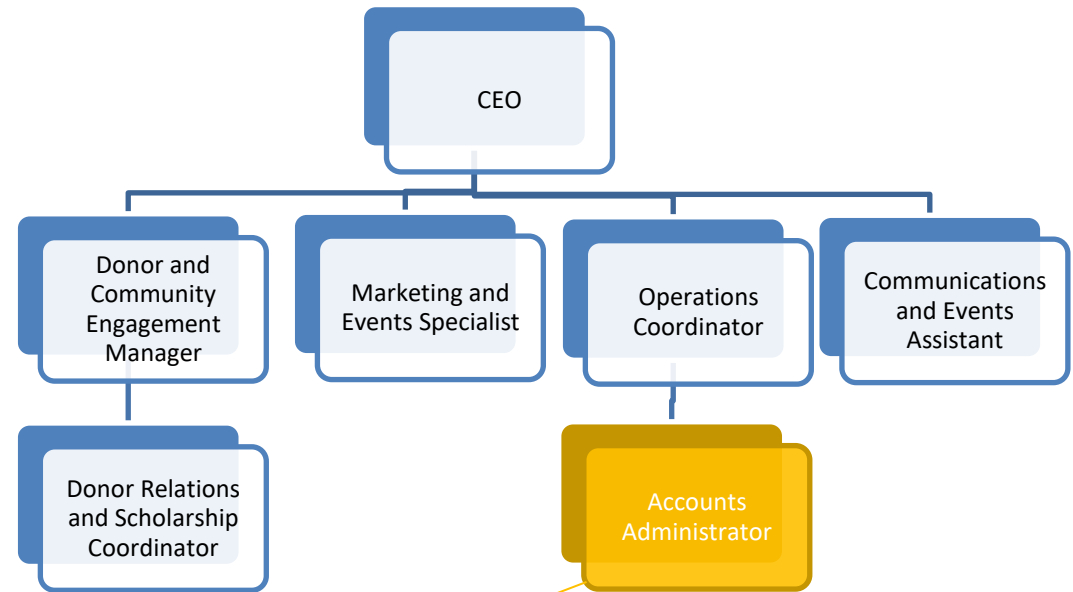 CEO
Donor and
Community
Engagement
Manager
Marketing and
Events Specialist
Operations
Coordinator
Communications
and Events
Assistant
Donor Relations
and Scholarship
Coordinator
Accounts
Administrator